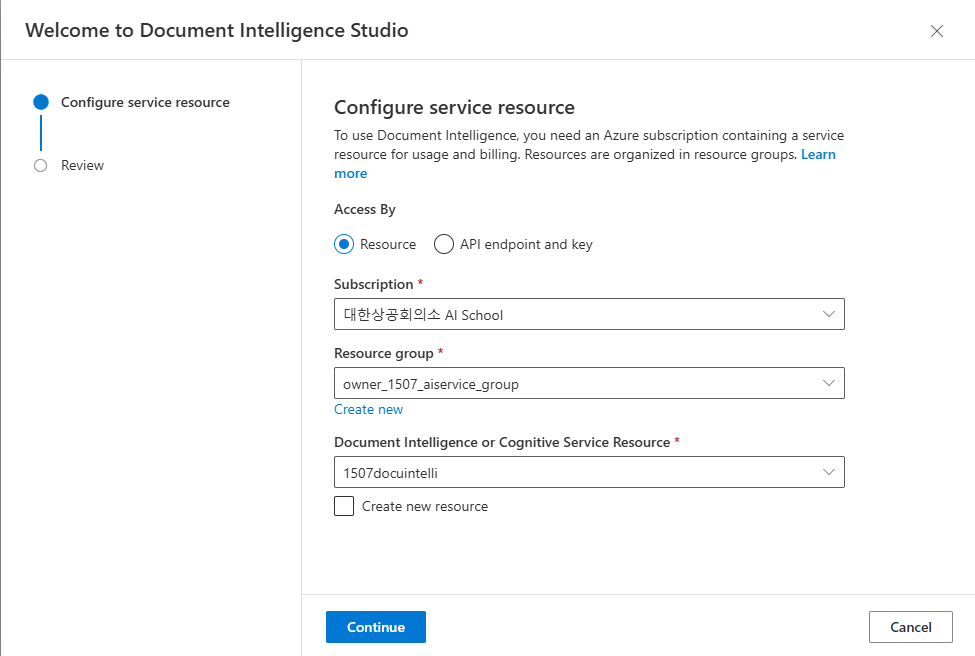 Welcome to Document Intelligence Studio
Configure service resource
Review
Configure service resource
To use Document Intelligence, you need an Azure subscription containing a service
resource for usage and billing. Resources are organized in resource groups. Learn
more
Access By
Resource
API endpoint and key
Subscription *
대한상공회의소 AI School
Resource group *
owner_1507_aiservice_group
Create new
Document Intelligence or Cognitive Service Resource *
1507docuintelli
Create new resource
Continue
Cancel